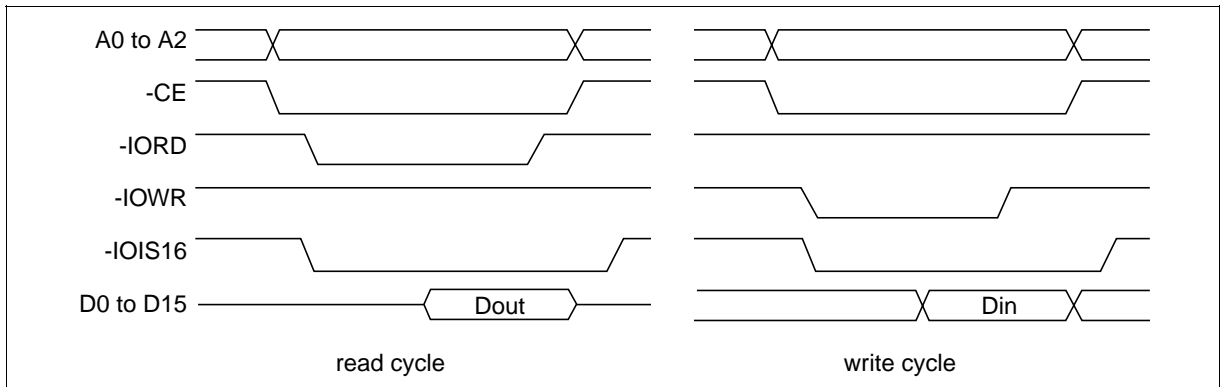 A0 to A2
-CE
-IORD
-IOWR
-IOIS16
D0 to D15 Dout Din
read cycle write cycle